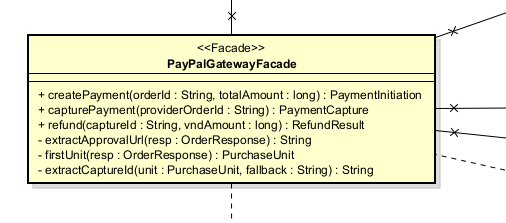 <<Facade>>
PayPalGatewayFacade
+ createPayment(orderId : String, totalAmount : long) : PaymentInitiation
+ capturePayment(providerOrderId : String) : PaymentCapture
+ refund(captureId : String, vndAmount : long) : RefundResult
- extractApprovalUrl(resp : OrderResponse) : String
- firstUnit(resp : OrderResponse) : PurchaseUnit
- extractCaptureId(unit : PurchaseUnit, fallback : String) : String